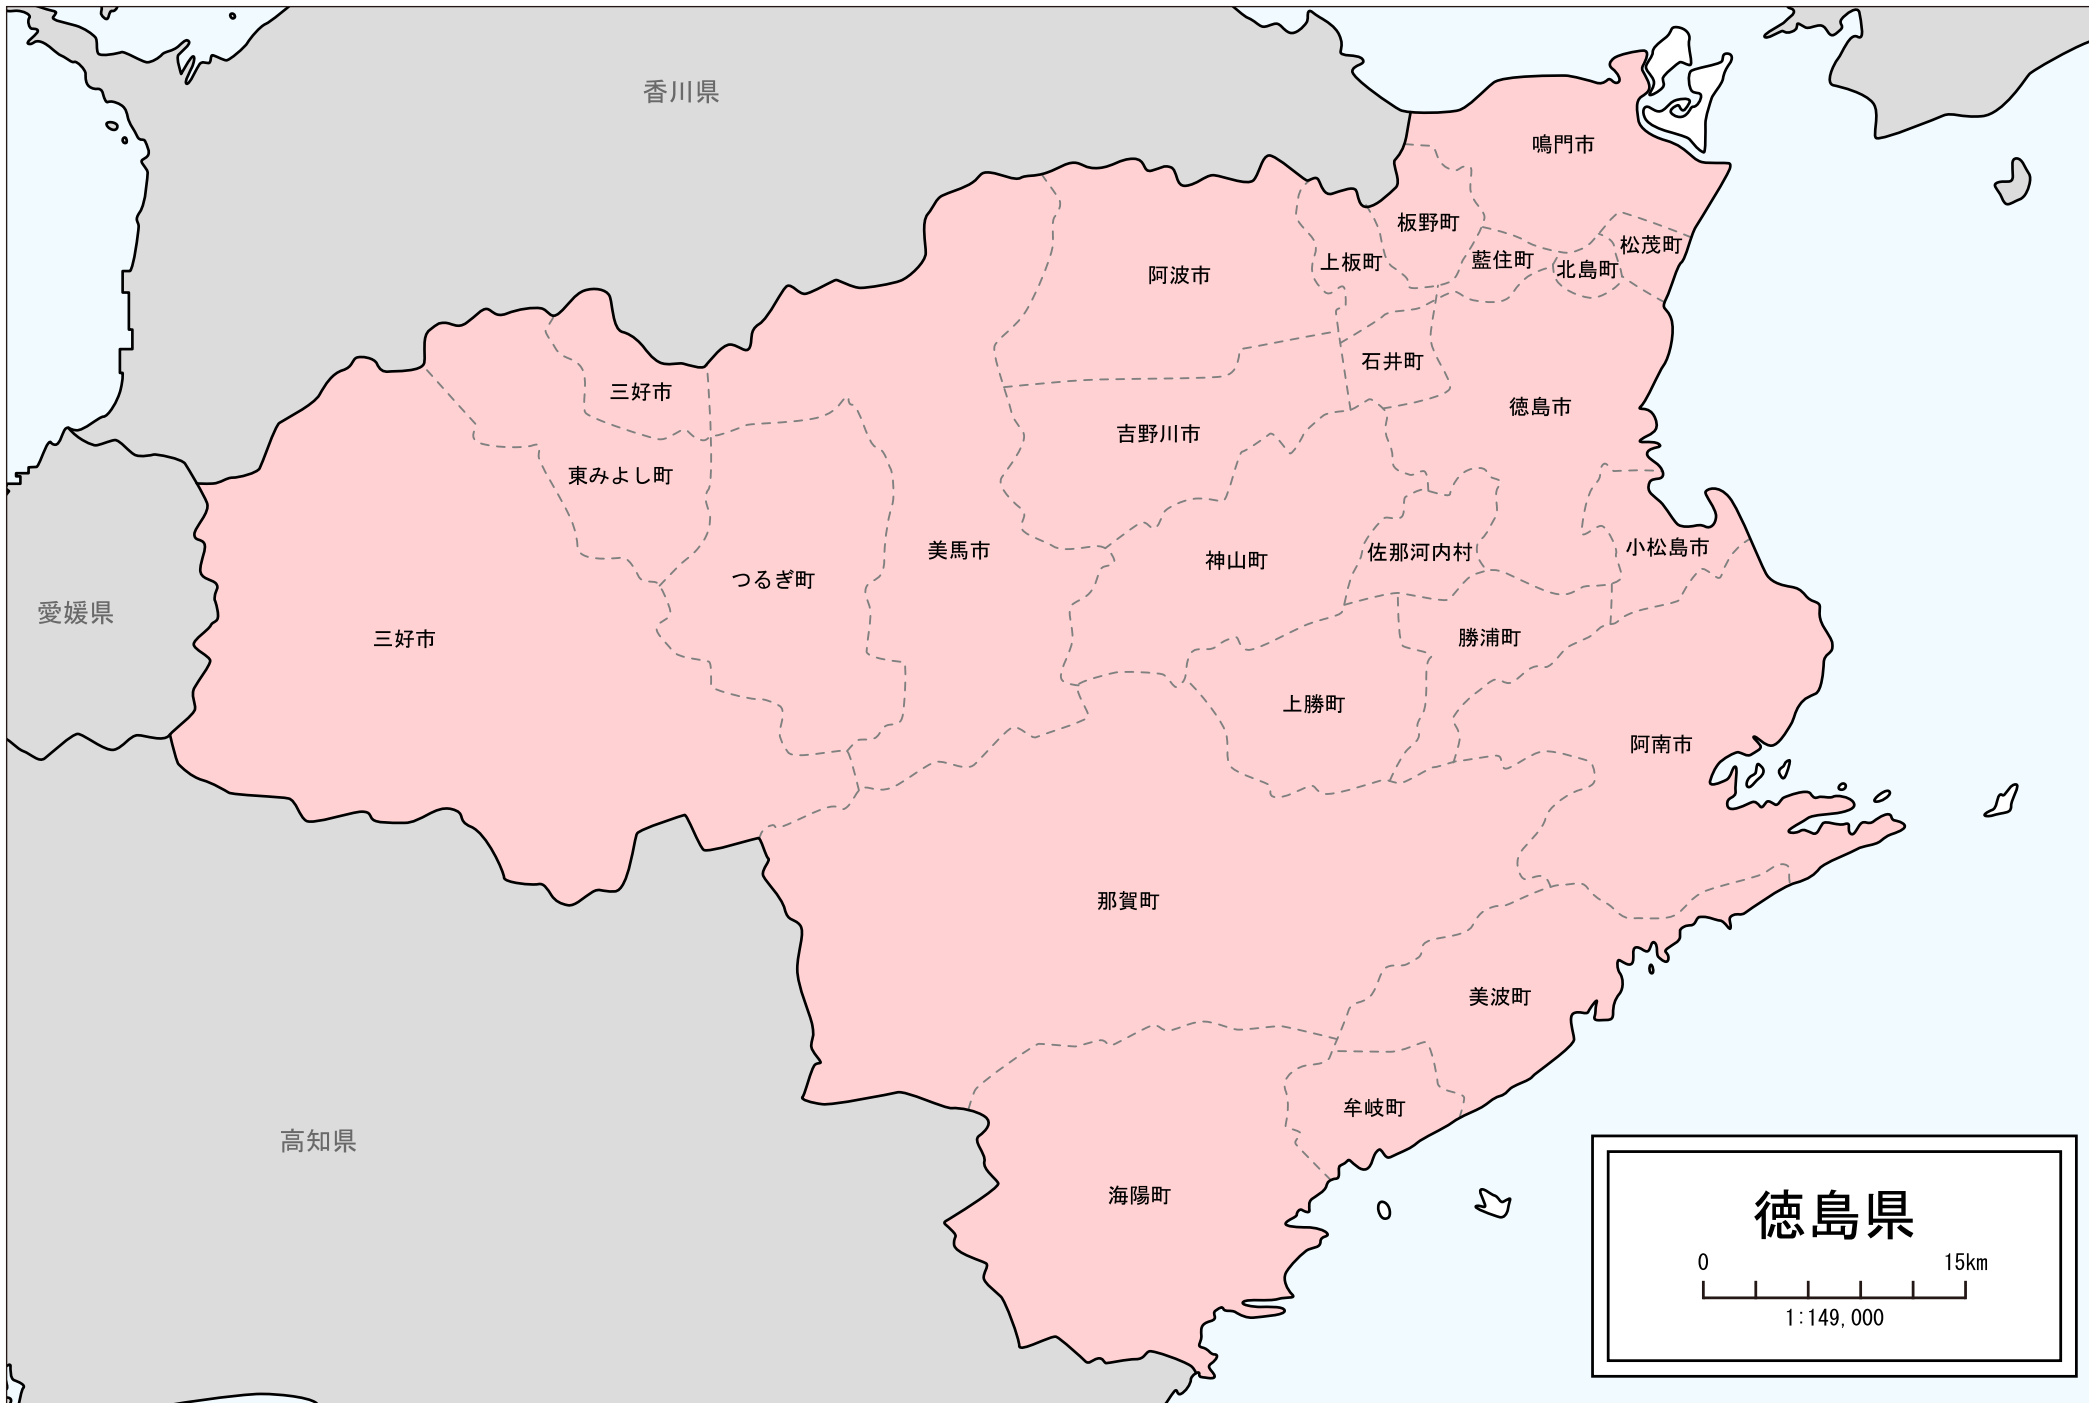 香川県
鳴門市
板野町
松茂町
藍住町
上板町
北島町
阿波市
石井町
三好市
徳島市
吉野川市
東みよし町
小松島市
美馬市
佐那河内村
神山町
つるぎ町
愛媛県
三好市
勝浦町
上勝町
阿南市
那賀町
美波町
牟岐町
高知県
海陽町
徳島県
0 15km
1:149,000